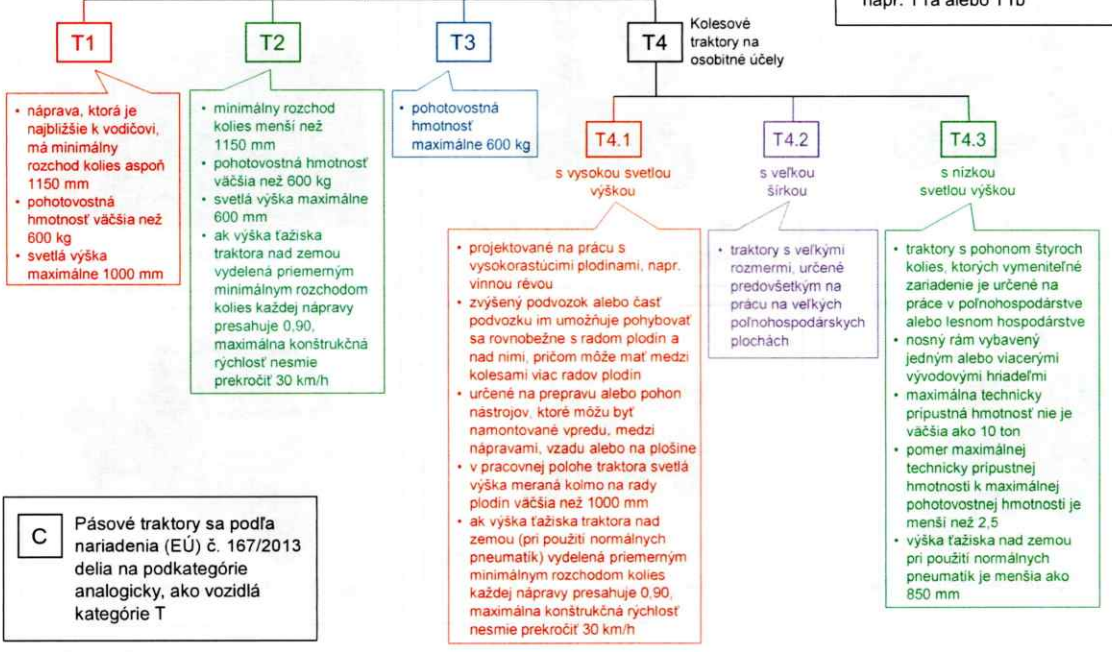 napr. T1a alebo T1b
T1
T2
T3
T4
Kolesové
traktory na
osobitné účely
• náprava, ktorá je
najbližšie k vodičovi,
má minimálny
rozchod kolies aspoň
1150 mm
• pohotovostná
hmotnosť väčšia než
600 kg
• svetlá výška
maximálne 1000 mm
• minimálny rozchod
kolies menší než
1150 mm
• pohotovostná hmotnosť
väčšia než 600 kg
• svetlá výška maximálne
600 mm
• ak výška ťažiska
traktora nad zemou
vydelená priemerným
minimálnym rozchodom
kolies každej nápravy
presahuje 0,90,
maximálna konštrukčná
rýchlosť nesmie
prekročiť 30 km/h
• pohotovostná
hmotnosť
maximálne 600 kg
T4.1
s vysokou svetlou
výškou
T4.2
s veľkou
šírkou
T4.3
s nízkou
svetlou výškou
• projektované na prácu s
vysokorastúcimi plodinami, napr.
vinnou révou
• zvýšený podvozok alebo časť
podvozku im umožňuje pohybovať
sa rovnobežne s radom plodín a
nad nimi, pričom môže mať medzi
kolesami viac radov plodín
• určené na prepravu alebo pohon
nástrojov, ktoré môžu byť
namontované vpredu, medzi
nápravami, vzadu alebo na plošine
• v pracovnej polohe traktora svetlá
výška meraná kolmo na rady
plodín väčšia než 1000 mm
• ak výška ťažiska traktora nad
zemou (pri použití normálnych
pneumatík) vydelená priemerným
minimálnym rozchodom kolies
každej nápravy presahuje 0,90,
maximálna konštrukčná rýchlosť
nesmie prekročiť 30 km/h
• traktory s veľkými
rozmermi, určené
predovšetkým na
prácu na veľkých
poľnohospodárskych
plochách
• traktory s pohonom štyroch
kolies, ktorých vymeniteľné
zariadenie je určené na
práce v poľnohospodárstve
alebo lesnom hospodárstve
• nosný rám vybavený
jedným alebo viacerými
vývodovými hriadeľmi
• maximálna technicky
prípustná hmotnosť nie je
väčšia ako 10 ton
• pomer maximálnej
technicky prípustnej
hmotnosti k maximálnej
pohotovostnej hmotnosti je
menší než 2,5
• výška ťažiska nad zemou
pri použití normálnych
pneumatík je menšia ako
850 mm
C
Pásové traktory sa podľa
nariadenia (EÚ) č. 167/2013
delia na podkategórie
analogicky, ako vozidlá
kategórie T